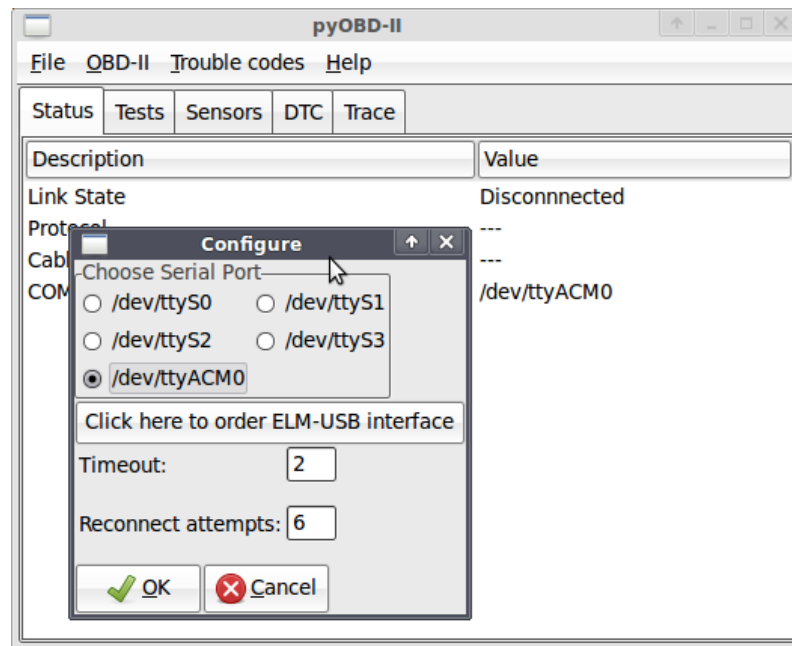 pyOBD-II
File OBD-II Trouble codes Help
Status Tests Sensors DTC Trace
Description Value
Link State Disconnnected
---
---
/dev/ttyACM0
Configure
Choose Serial Port
/dev/ttyS0 /dev/ttyS1
/dev/ttyS2 /dev/ttyS3
/dev/ttyACM0
Click here to order ELM-USB interface
Timeout: 2
Reconnect attempts: 6
OK Cancel